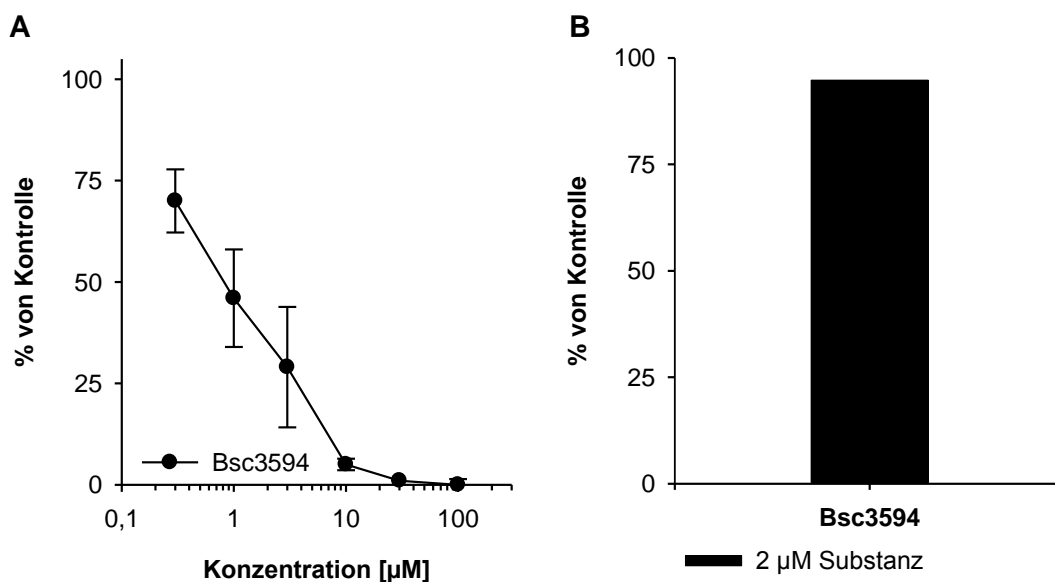 A
% von Kontrolle
100
75
50
25
0
Bsc3594
0,1
1
10
100
Konzentration [µM]
B
% von Kontrolle
100
75
50
25
0
Bsc3594
2 µM Substanz